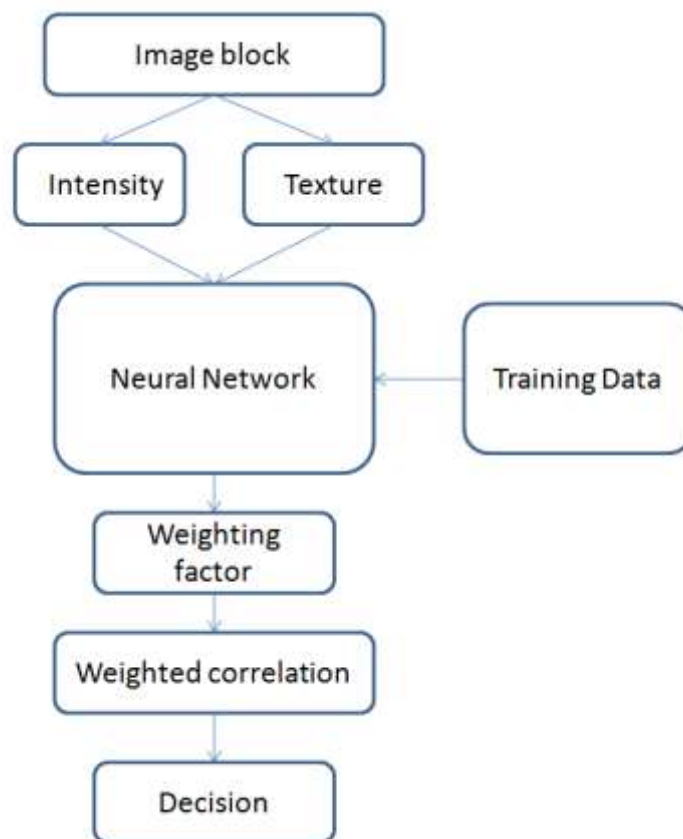 Image block
Intensity
Texture
Neural Network
Training Data
Weighting
factor
Weighted correlation
Decision